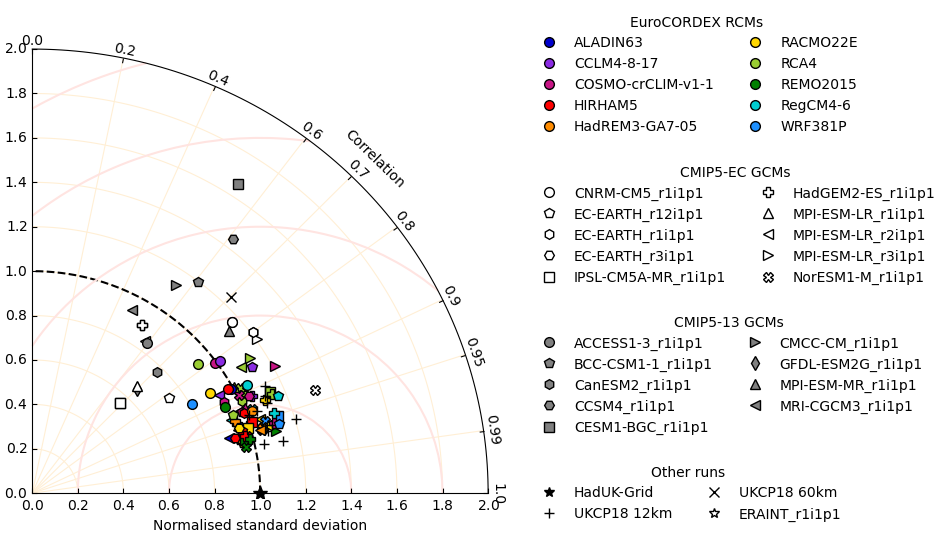 0.0
0.2
0.4
0.6
Correlation
0.7
0.8
0.9
0.95
0.99
1.0
2.0
1.8
1.6
1.4
1.2
1.0
0.8
0.6
0.4
0.2
0.0
0.0 0.2 0.4 0.6 0.8 1.0 1.2 1.4 1.6 1.8 2.0
Normalised standard deviation
EuroCORDEX RCMs
ALADIN63 RACMO22E
CCLM4-8-17 RCA4
COSMO-crCLIM-v1-1 REMO2015
HIRHAM5 RegCM4-6
HadREM3-GA7-05 WRF381P
CMIP5-EC GCMs
CNRM-CM5_r1i1p1 HadGEM2-ES_r1i1p1
EC-EARTH_r12i1p1 MPI-ESM-LR_r1i1p1
EC-EARTH_r1i1p1 MPI-ESM-LR_r2i1p1
EC-EARTH_r3i1p1 MPI-ESM-LR_r3i1p1
IPSL-CM5A-MR_r1i1p1 NorESM1-M_r1i1p1
CMIP5-13 GCMs
ACCESS1-3_r1i1p1 CMCC-CM_r1i1p1
BCC-CSM1-1_r1i1p1 GFDL-ESM2G_r1i1p1
CanESM2_r1i1p1 MPI-ESM-MR_r1i1p1
CCSM4_r1i1p1 MRI-CGCM3_r1i1p1
CESM1-BGC_r1i1p1
Other runs
HadUK-Grid UKCP18 60km
UKCP18 12km ERAINT_r1i1p1